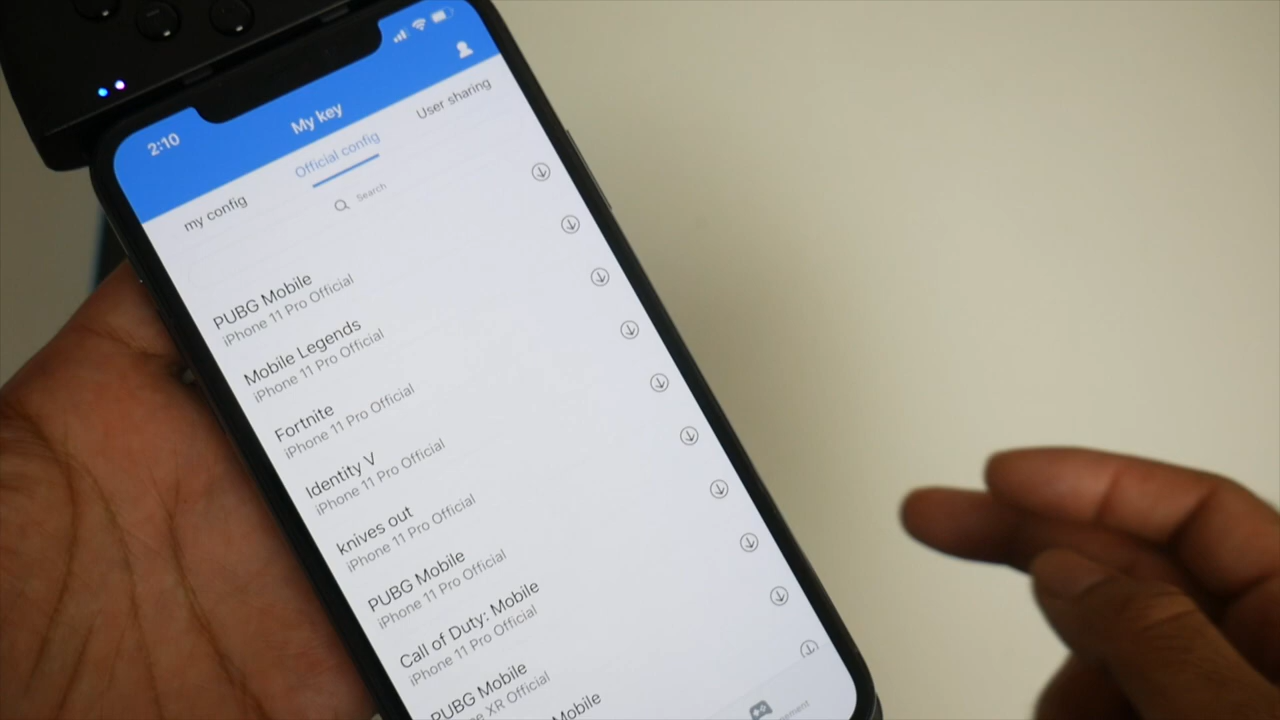 2:10
My key
my config
Official config
User sharing
Search
PUBG Mobile
iPhone 11 Pro Official
Mobile Legends
iPhone 11 Pro Official
Fortnite
iPhone 11 Pro Official
Identity V
iPhone 11 Pro Official
knives out
iPhone 11 Pro Official
PUBG Mobile
iPhone 11 Pro Official
Call of Duty: Mobile
iPhone 11 Pro Official
PUBG Mobile
XR Official
Mobile